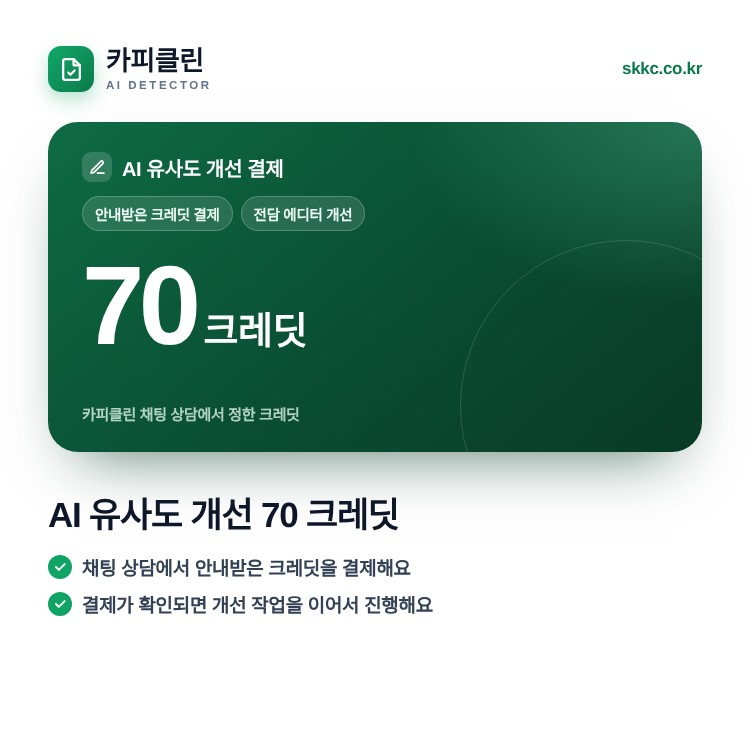 카피클린
AI DETECTOR
skkc.co.kr
AI 유사도 개선 결제
안내받은 크레딧 결제
전담 에디터 개선
70 크레딧
카피클린 채팅 상담에서 정한 크레딧
AI 유사도 개선 70 크레딧
채팅 상담에서 안내받은 크레딧을 결제해요
결제가 확인되면 개선 작업을 이어서 진행해요